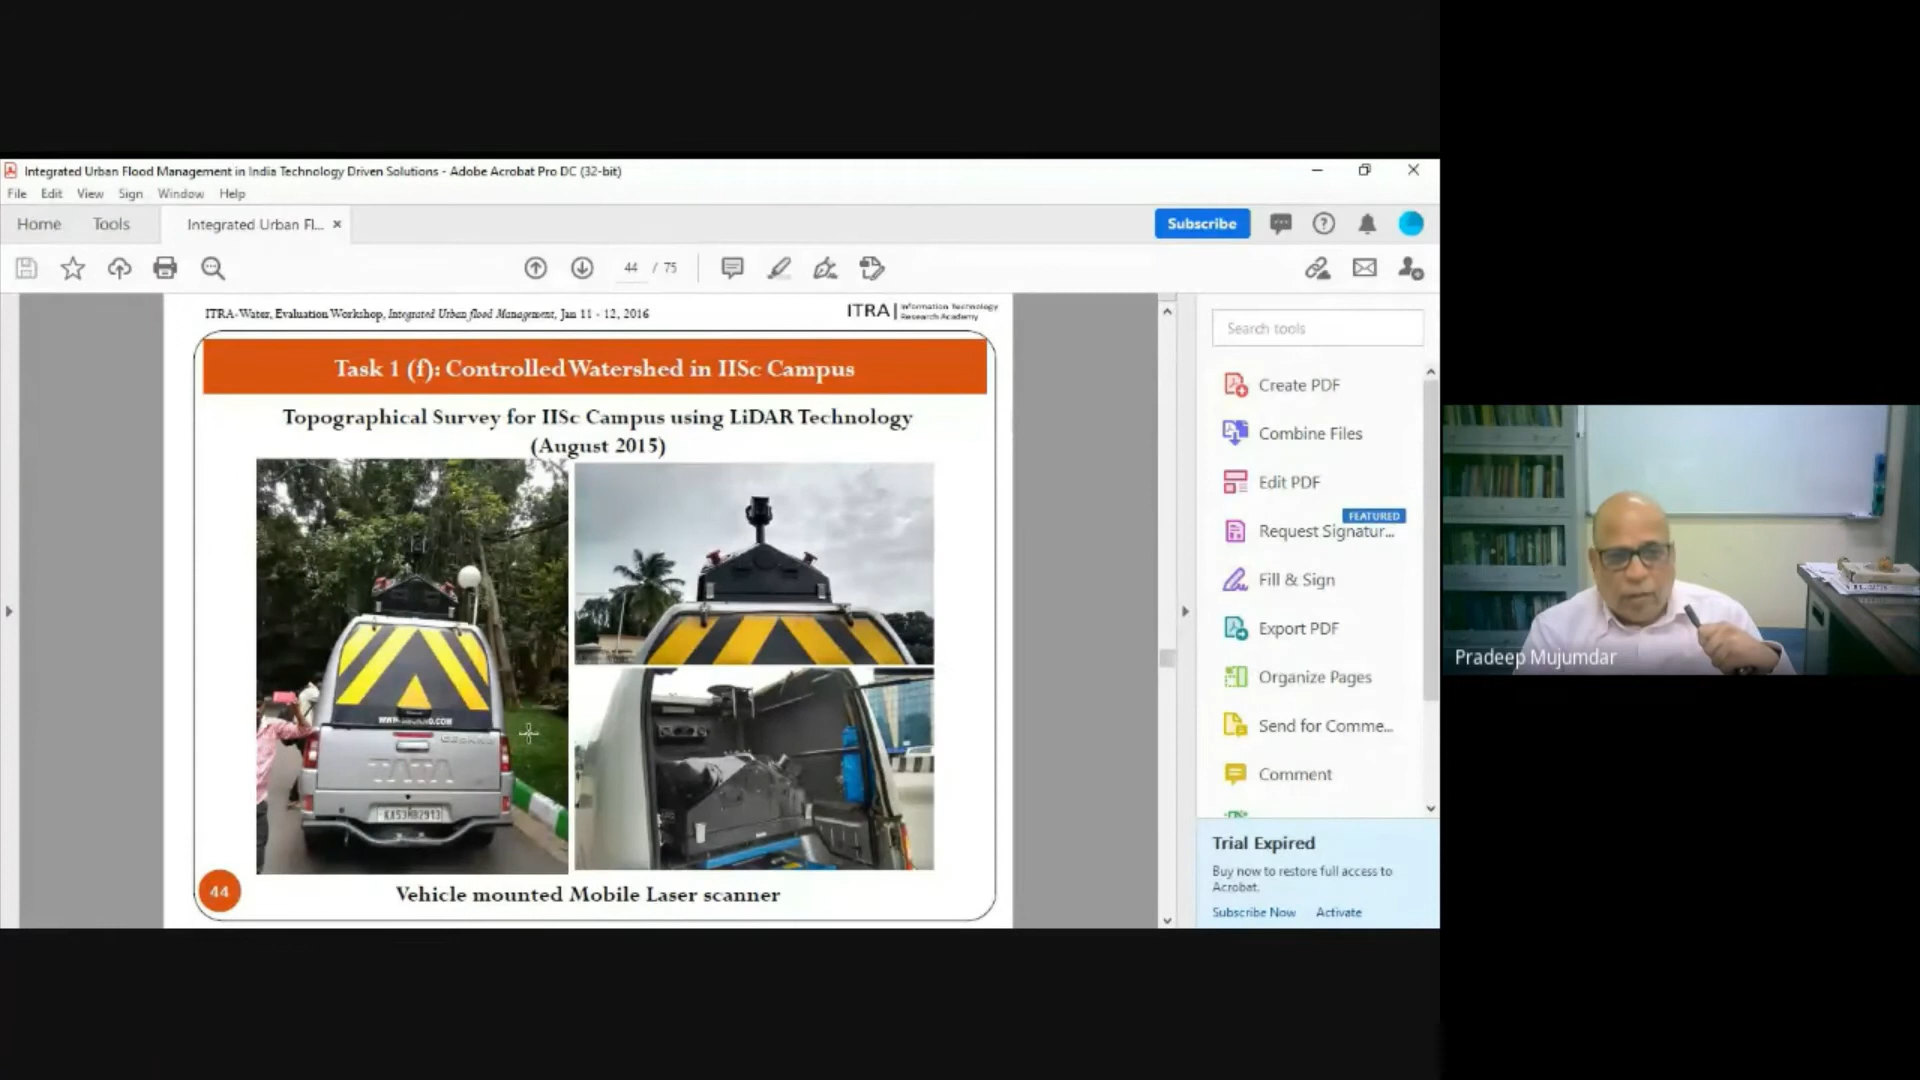 Integrated Urban Flood Management in India Technology Driven Solutions - Adobe Acrobat Pro DC (32-bit)
File Edit View Sign Window Help
Home Tools Integrated Urban Fl... ×
Subscribe
44 / 75
ITRA-Water, Evaluation Workshop, Integrated Urban flood Management, Jan 11 - 12, 2016
ITRA | Information Technology
Research Academy
Task 1 (f): Controlled Watershed in IISc Campus
Topographical Survey for IISc Campus using LiDAR Technology
(August 2015)
TATA
44
Vehicle mounted Mobile Laser scanner
Search tools
Create PDF
Combine Files
Edit PDF
FEATURED
Request Signatur...
Fill & Sign
Export PDF
Organize Pages
Send for Comme...
Comment
Trial Expired
Buy now to restore full access to
Acrobat.
Subscribe Now Activate
Pradeep Mujumdar